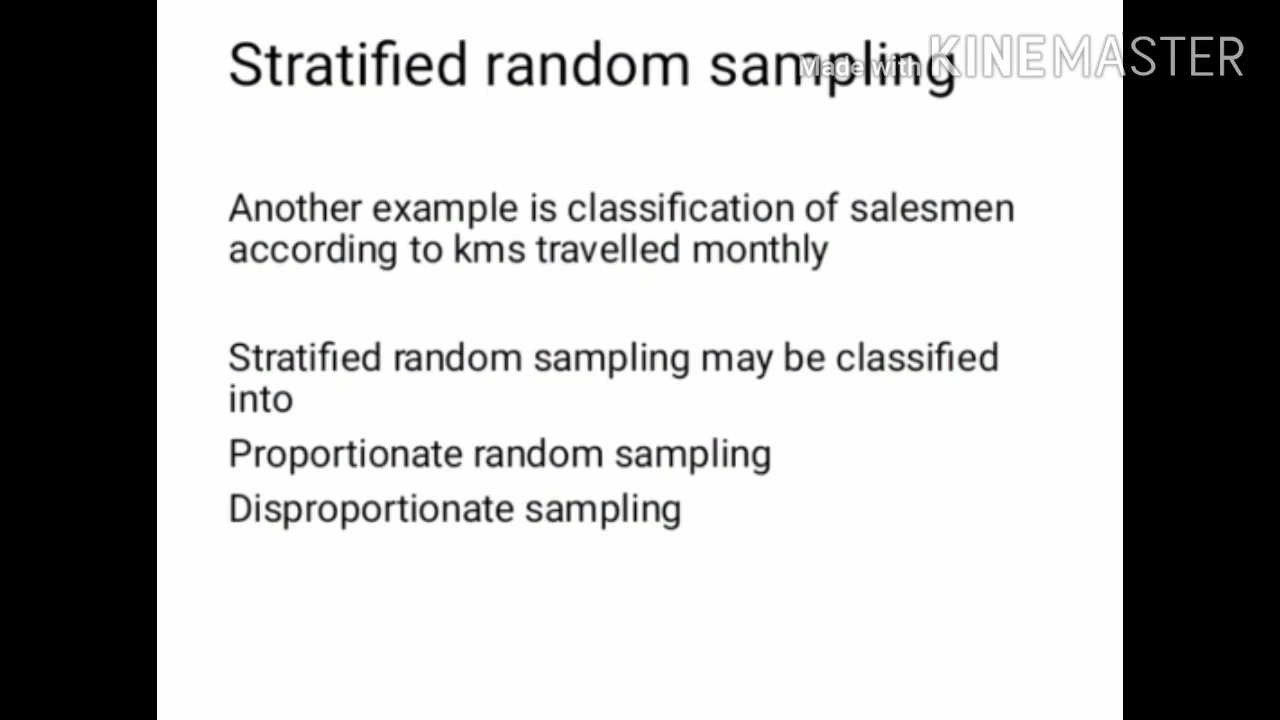 Stratified random sampling
Made with KINEMASTER
Another example is classification of salesmen
according to kms travelled monthly
Stratified random sampling may be classified
into
Proportionate random sampling
Disproportionate sampling